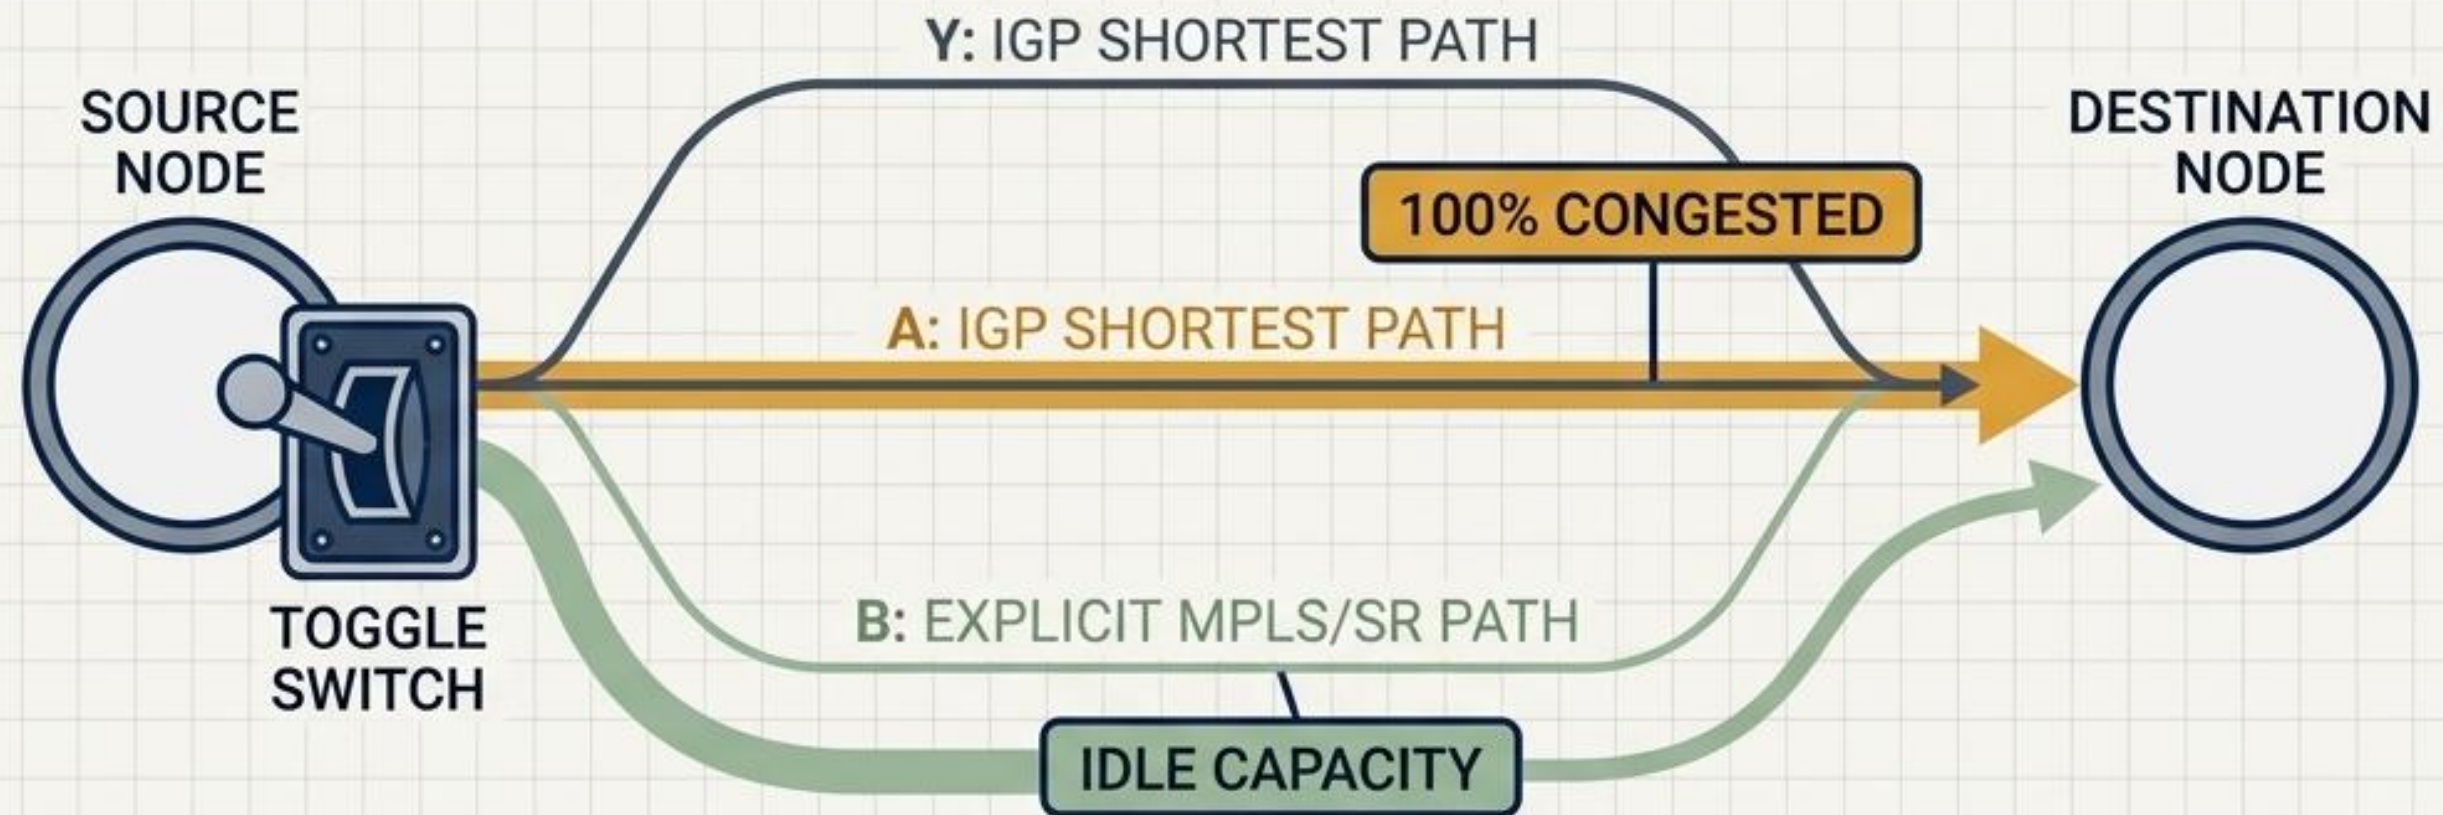 Y: IGP SHORTEST PATH
SOURCE
NODE
DESTINATION
NODE
100% CONGESTED
A: IGP SHORTEST PATH
B: EXPLICIT MPLS/SR PATH
TOGGLE
SWITCH
IDLE CAPACITY